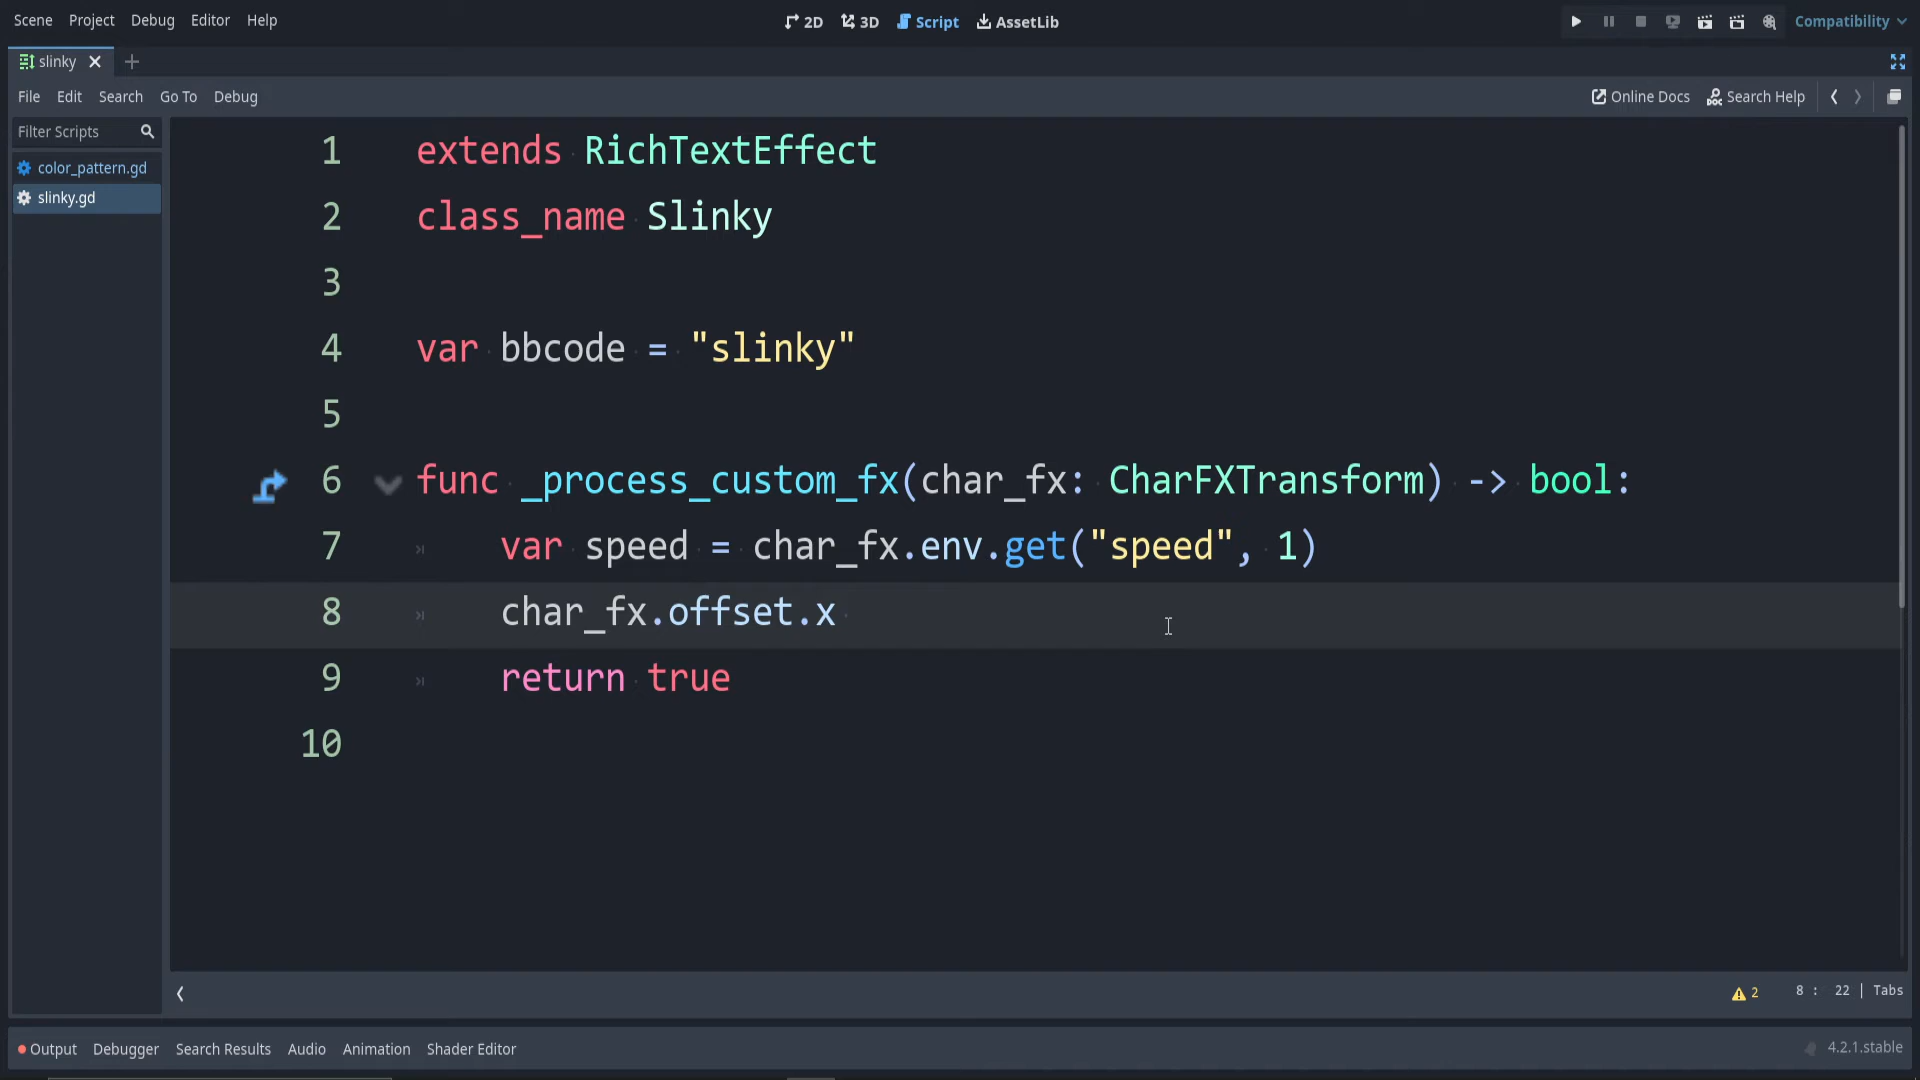 Scene Project Debug Editor Help 2D 3D Script AssetLib Compatibility
slinky
File Edit Search Go To Debug Online Docs Search Help
Filter Scripts
color_pattern.gd
slinky.gd
1 extends RichTextEffect
2 class_name Slinky
3
4 var bbcode = "slinky"
5
6 func _process_custom_fx(char_fx: CharFXTransform) -> bool:
7 var speed = char_fx.env.get("speed", 1)
8 char_fx.offset.x
9 return true
10
2 8 : 22 | Tabs
Output Debugger Search Results Audio Animation Shader Editor 4.2.1.stable